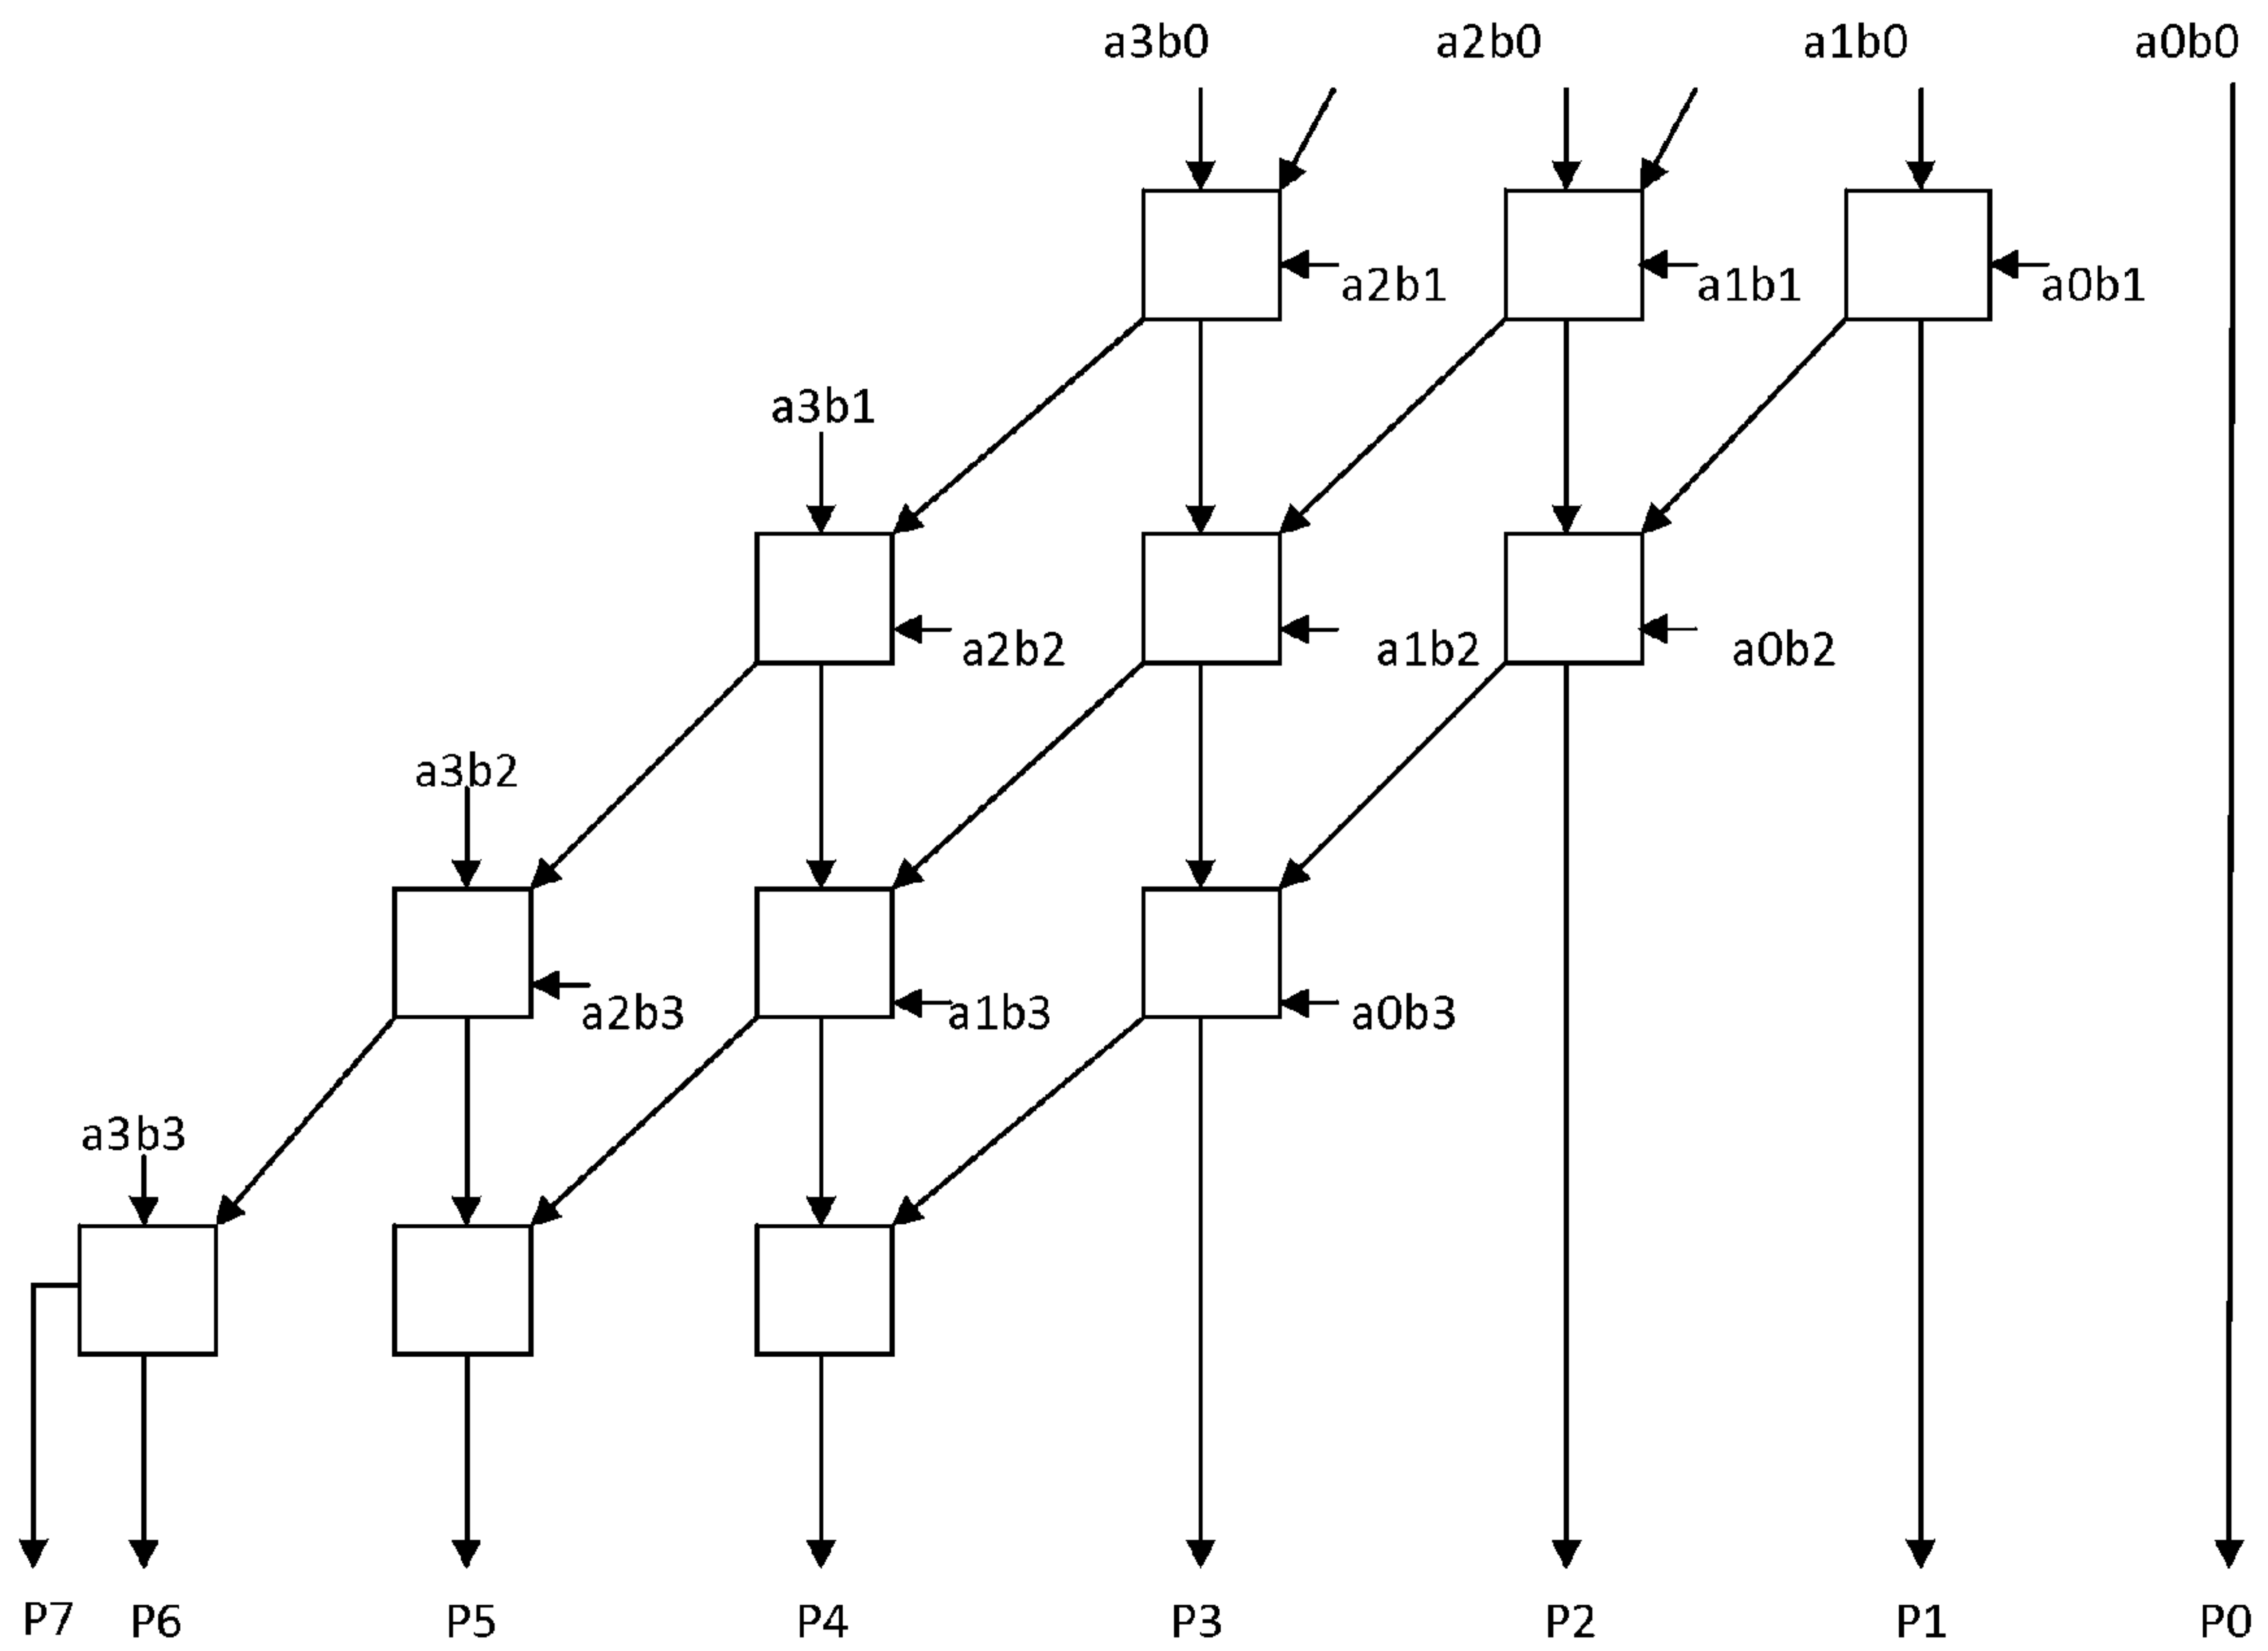 a3b0 a2b0 a1b0 a0b0
a2b1 a1b1 a0b1
a3b1
a2b2 a1b2 a0b2
a3b2
a2b3 a1b3 a0b3
a3b3
P7 P6 P5 P4 P3 P2 P1 P0